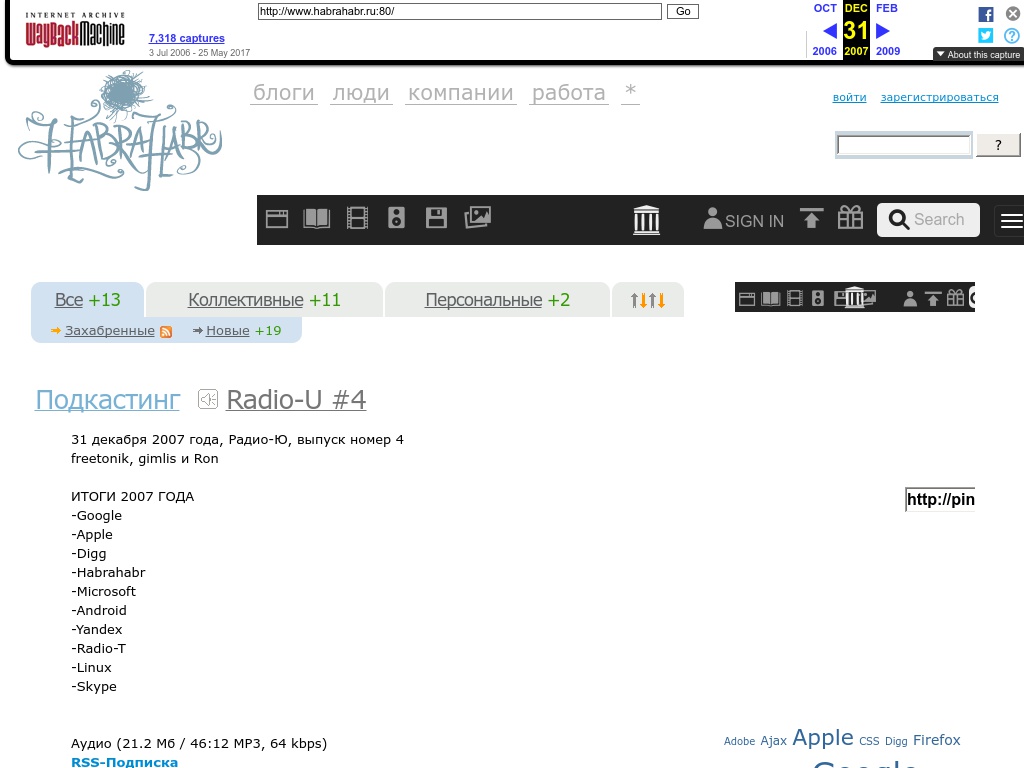 INTERNET ARCHIVE
WayBackMachine
http://www.habrahabr.ru:80/
Go
7,318 captures
3 Jul 2006 - 25 May 2017
OCT DEC FEB
31
2006 2007 2009
About this capture
HABRAHABR
блоги люди компании работа *
войти зарегистрироваться
?
SIGN IN
Search
Все +13 Коллективные +11 Персональные +2
Захабренные Новые +19
Подкастинг Radio-U #4
31 декабря 2007 года, Радио-Ю, выпуск номер 4
freetonik, gimlis и Ron
ИТОГИ 2007 ГОДА
-Google
-Apple
-Digg
-Habrahabr
-Microsoft
-Android
-Yandex
-Radio-T
-Linux
-Skype
http://pin
Аудио (21.2 Мб / 46:12 MP3, 64 kbps)
RSS-Подписка
Adobe Ajax Apple CSS Digg Firefox
Google